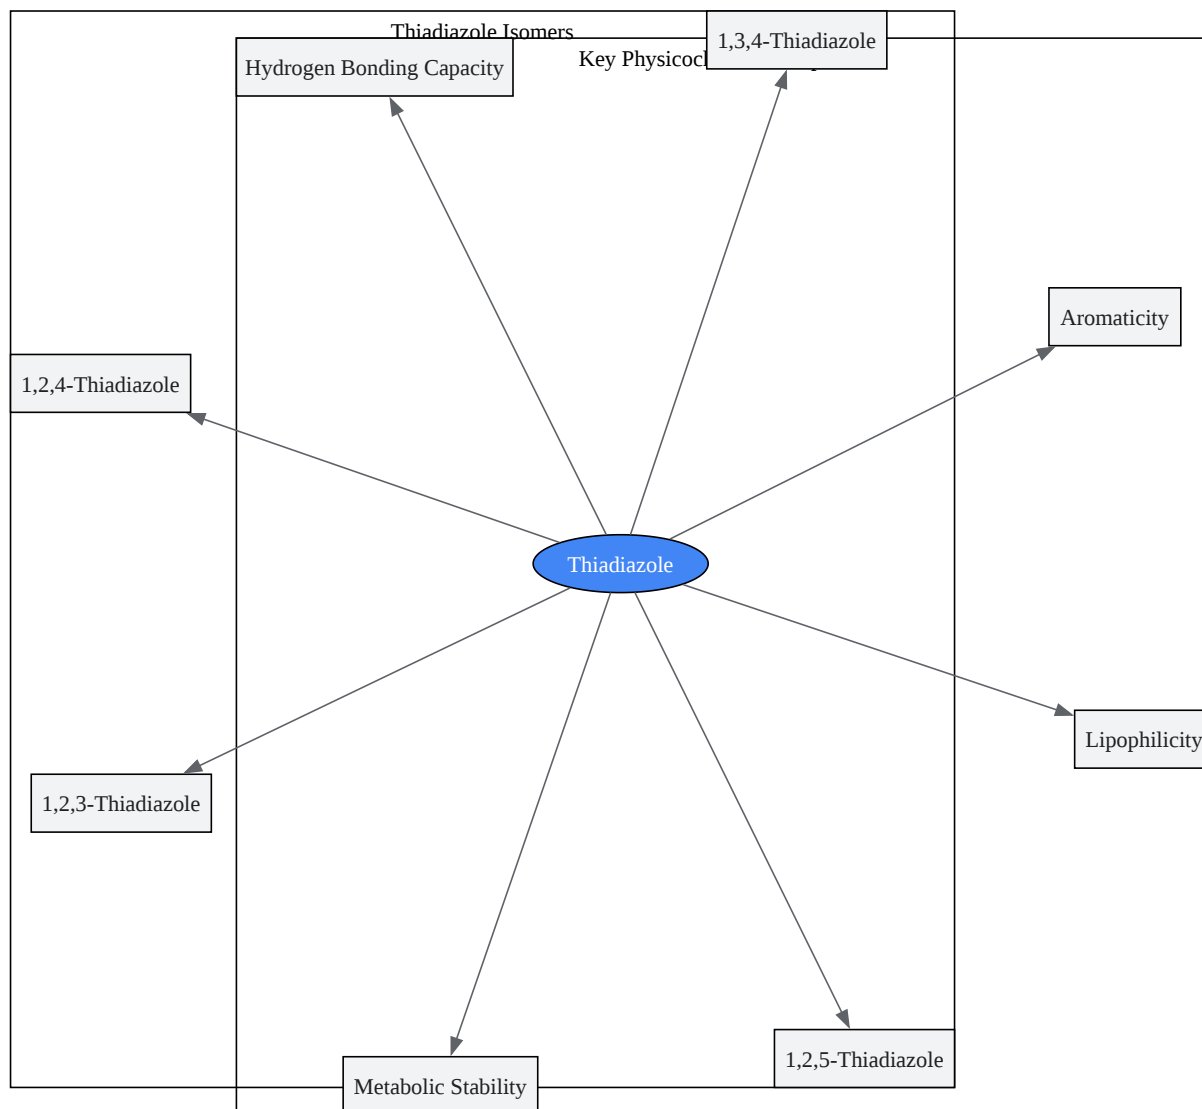 Thiadiazole Isomers
1,3,4-Thiadiazole
Key
Hydrogen Bonding Capacity
Aromaticity
1,2,4-Thiadiazole
Thiadiazole
Lipophilicity
1,2,3-Thiadiazole
1,2,5-Thiadiazole
Metabolic Stability